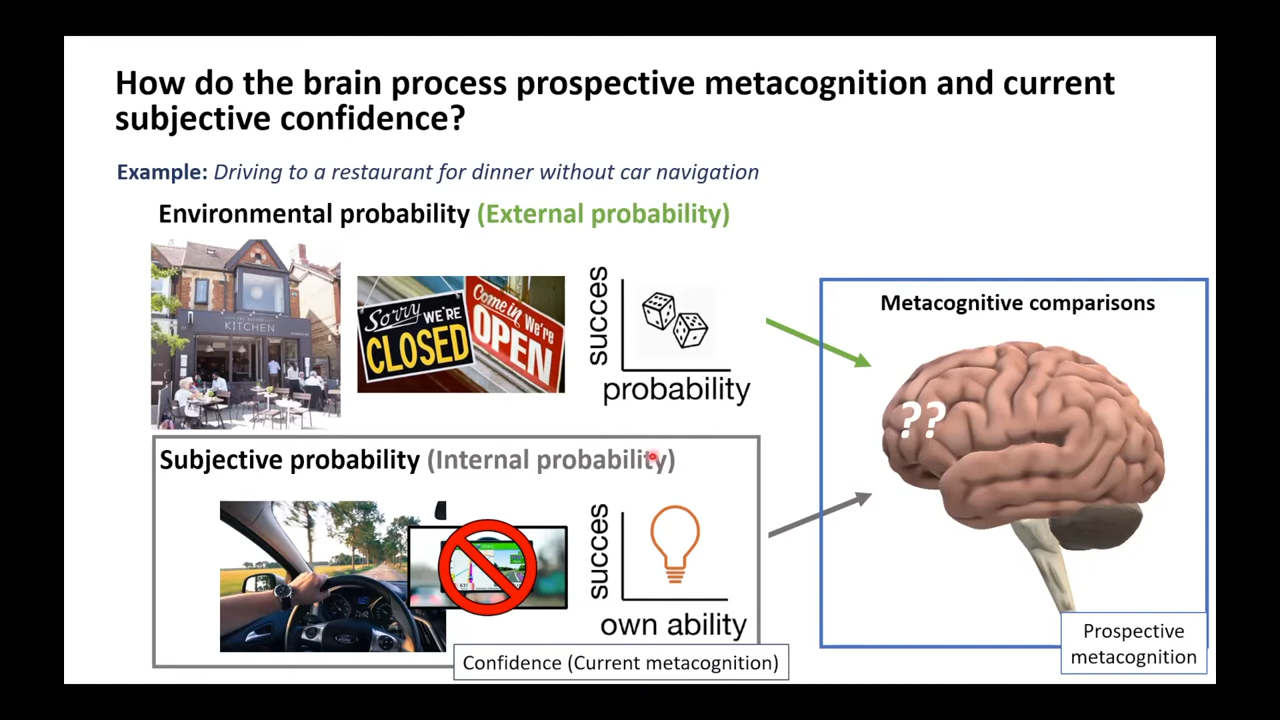 How do the brain process prospective metacognition and current
subjective confidence?
Example: Driving to a restaurant for dinner without car navigation
Environmental probability (External probability)
KITCHEN
Sorry
WE'RE
CLOSED
Come in We're
OPEN
succes
probability
Subjective probability (Internal probability)
succes
own ability
Confidence (Current metacognition)
Metacognitive comparisons
??
Prospective
metacognition